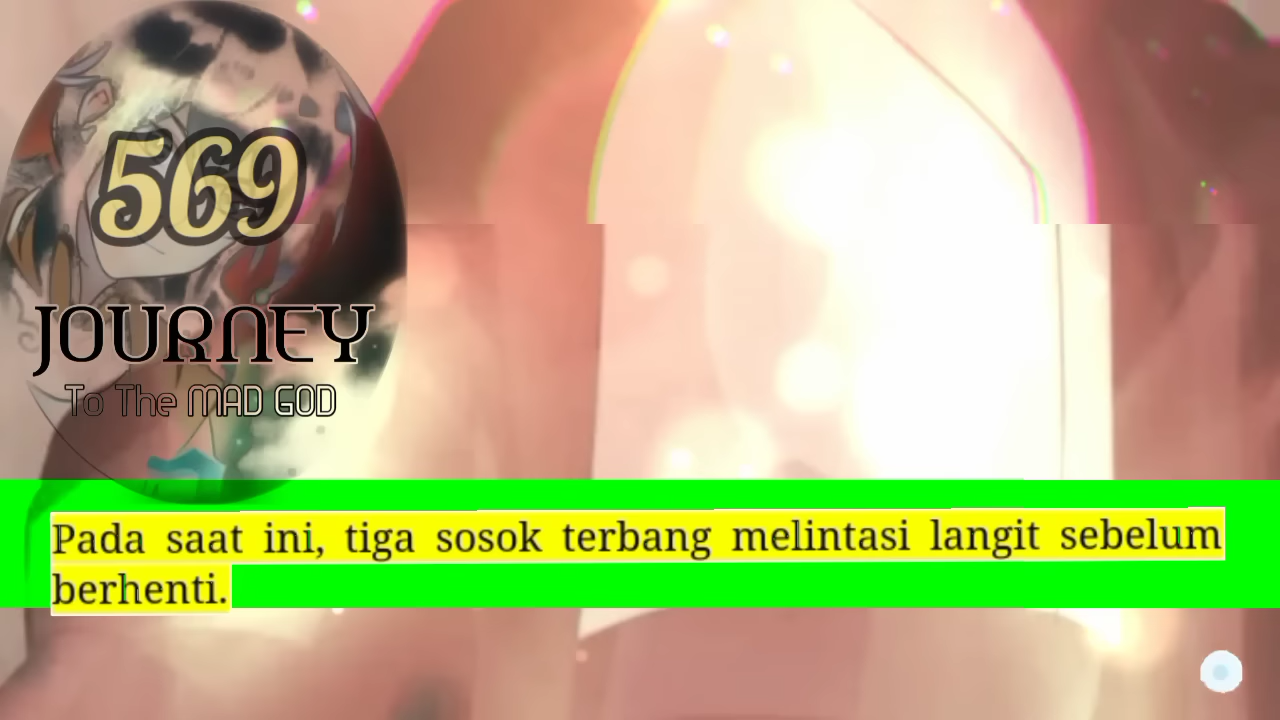 569
JOURNEY
To The MAD GOD
Pada saat ini, tiga sosok terbang melintasi langit sebelum
berhenti.